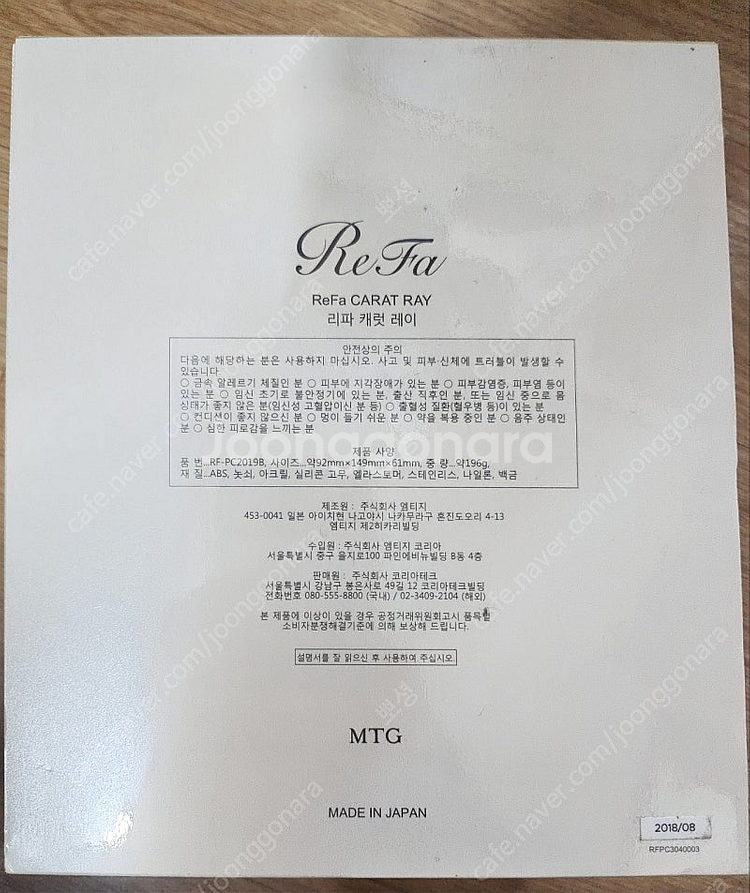 ReFa
ReFa CARAT RAY
리파 캐럿 레이
안전상의 주의
다음에 해당하는 분은 사용하지 마십시오. 사고 및 피부·신체에 트러블이 발생할 수
있습니다.
○ 금속 알레르기 체질인 분 ○ 피부에 지각장애가 있는 분 ○ 피부감염증, 피부염 등이
있는 분 ○ 임신 초기로 불안정기에 있는 분, 출산 직후인 분, 또는 임신 중으로 몸
상태가 좋지 않은 분(임신성 고혈압이신 분 등) ○ 출혈성 질환(혈우병 등)이 있는 분
○ 컨디션이 좋지 않으신 분 ○ 멍이 들기 쉬운 분 ○ 약을 복용 중인 분 ○ 음주 상태인
분 ○ 심한 피로감을 느끼는 분
joonggonara
제품 사양
품 번...RF-PC2019B, 사이즈...약92mm×149mm×61mm, 중 량...약196g,
재 질...ABS, 놋쇠, 아크릴, 실리콘 고무, 엘라스토머, 스테인리스, 나일론, 백금
제조원 : 주식회사 엠티지
453-0041 일본 아이치현 나고야시 나카무라구 혼진도오리 4-13
엠티지 제2히카리빌딩
수입원 : 주식회사 엠티지 코리아
서울특별시 중구 을지로100 파인에비뉴빌딩 B동 4층
판매원 : 주식회사 코리아테크
서울특별시 강남구 봉은사로 49길 12 코리아테크빌딩
전화번호 080-555-8800 (국내) / 02-3409-2104 (해외)
본 제품에 이상이 있을 경우 공정거래위원회고시 품목별
소비자분쟁해결기준에 의해 보상해 드립니다.
설명서를 잘 읽으신 후 사용하여 주십시오.
MTG
MADE IN JAPAN
2018/08
RFPC3040003
cafe.naver.com/joonggonara
뽀성